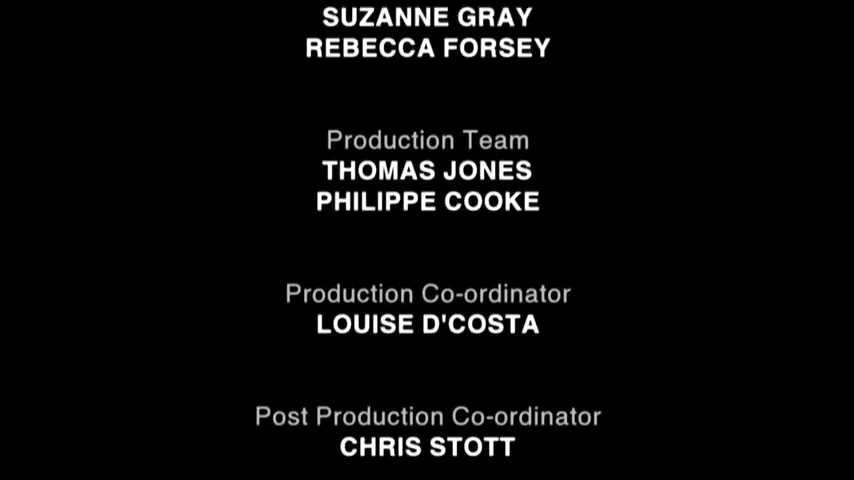 SUZANNE GRAY
REBECCA FORSEY
Production Team
THOMAS JONES
PHILIPPE COOKE
Production Co-ordinator
LOUISE D'COSTA
Post Production Co-ordinator
CHRIS STOTT